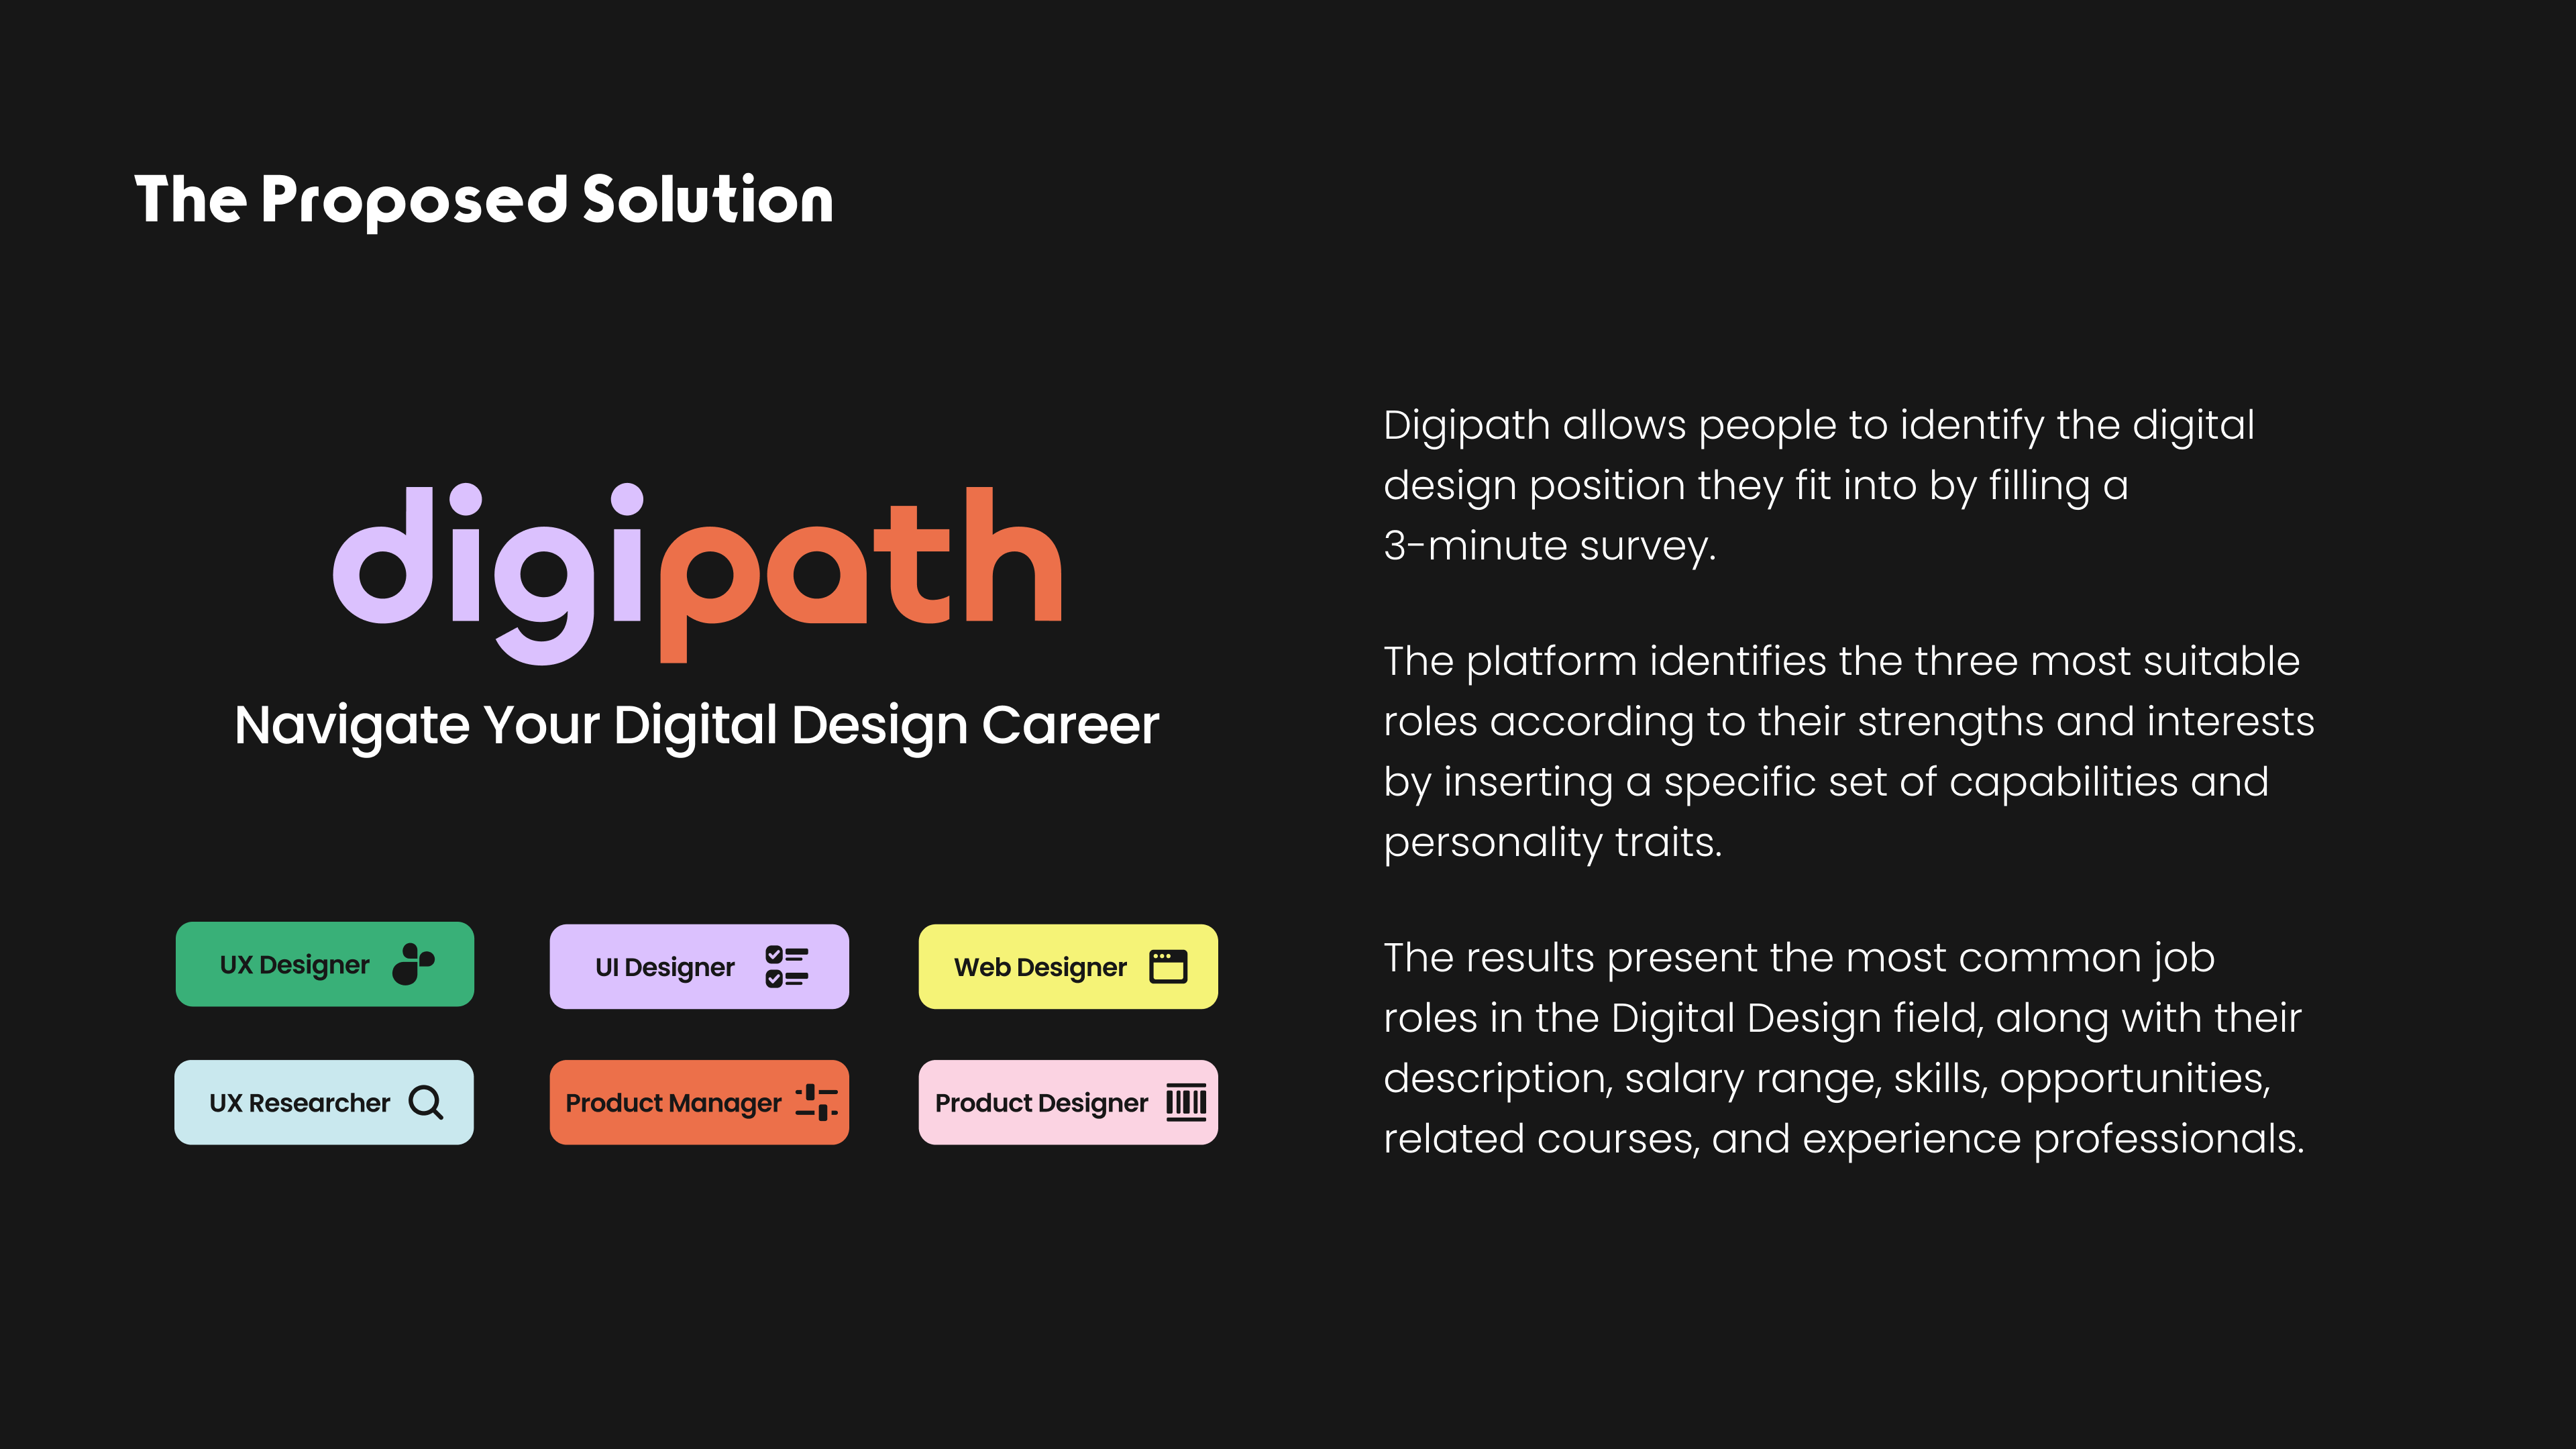 The Proposed Solution
digipath
Navigate Your Digital Design Career
UX Designer
UI Designer
Web Designer
UX Researcher
Product Manager
Product Designer
Digipath allows people to identify the digital
design position they fit into by filling a
3-minute survey.
The platform identifies the three most suitable
roles according to their strengths and interests
by inserting a specific set of capabilities and
personality traits.
The results present the most common job
roles in the Digital Design field, along with their
description, salary range, skills, opportunities,
related courses, and experience professionals.